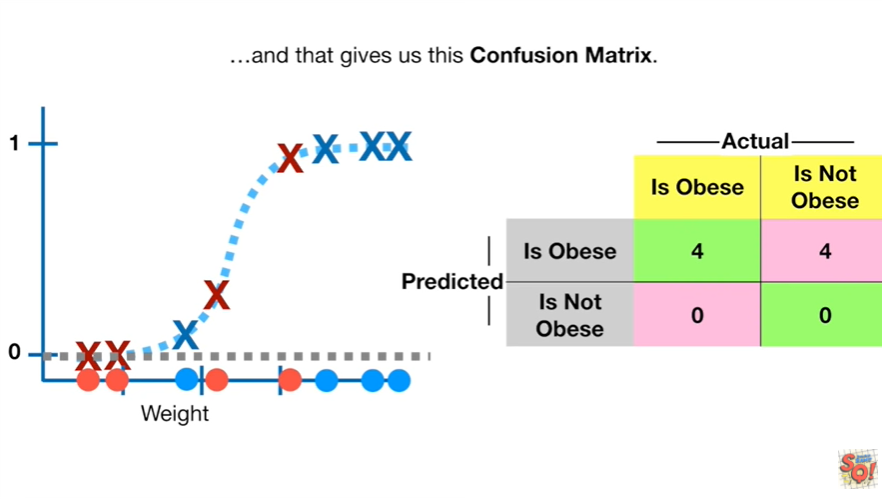 …and that gives us this Confusion Matrix.
1
0
Weight
Actual
Is Obese
Is Not
Obese
Predicted
Is Obese
4
4
Is Not
Obese
0
0
SQ!